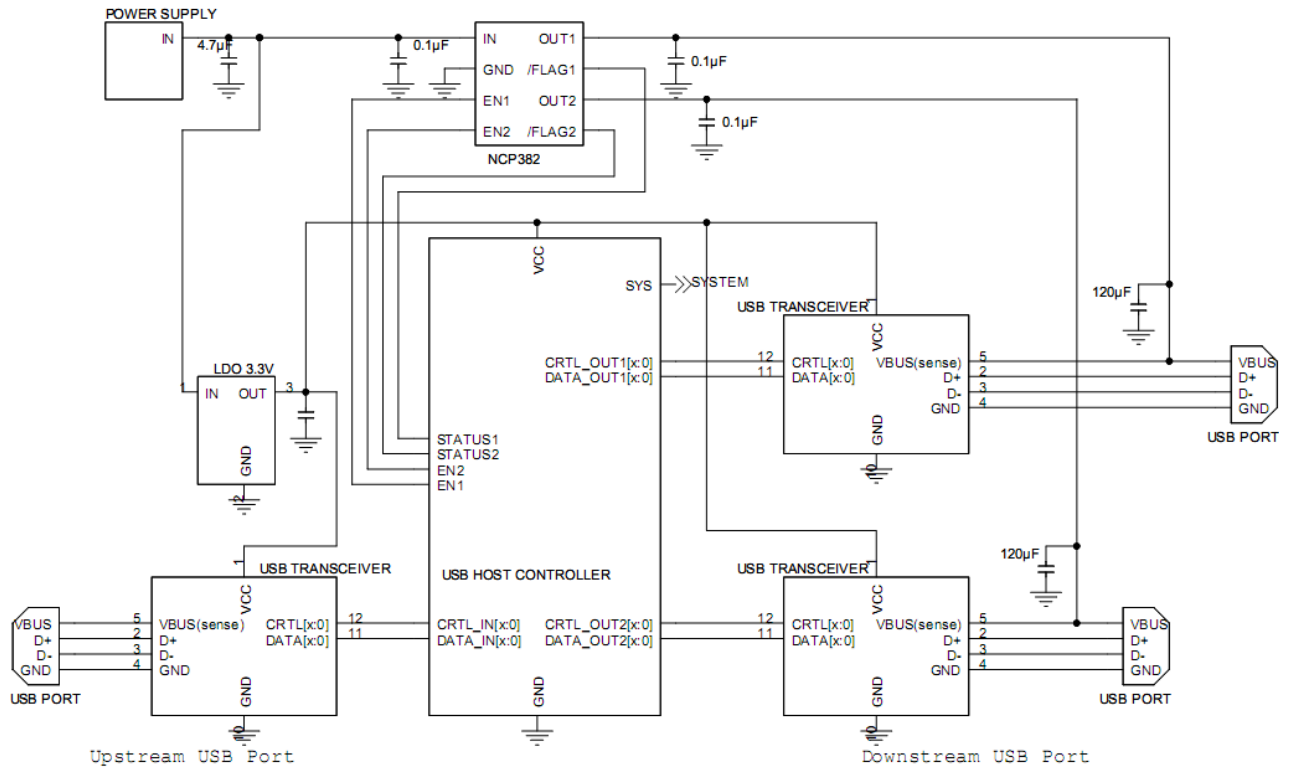 POWER SUPPLY
IN
4.7µF
0.1µF
IN OUT1
GND /FLAG1
EN1 OUT2
EN2 /FLAG2
NCP382
0.1µF
0.1µF
VCC
SYS
SYSTEM
USB TRANSCEIVER
1
VCC
120µF
CRTL_OUT1[x:0] 12 CRTL[x:0] VBUS(sense) 5 VBUS
DATA_OUT1[x:0] 11 DATA[x:0] D+ 2 D+
D- 3 D-
GND 4 GND
GND
10
USB PORT
LDO 3.3V
1 IN OUT 3
GND
2
STATUS1
STATUS2
EN2
EN1
120µF
1
USB TRANSCEIVER
VCC
USB HOST CONTROLLER
USB TRANSCEIVER
1
VCC
VBUS 5 VBUS(sense) CRTL[x:0] 12 CRTL_IN[x:0] CRTL_OUT2[x:0] 12 CRTL[x:0] VBUS(sense) 5 VBUS
D+ 2 D+ DATA[x:0] 11 DATA_IN[x:0] DATA_OUT2[x:0] 11 DATA[x:0] D+ 2 D+
D- 3 D- D- 3 D-
GND 4 GND GND 4 GND
USB PORT
GND
10
GND
GND
10
USB PORT
Upstream USB Port
Downstream USB Port